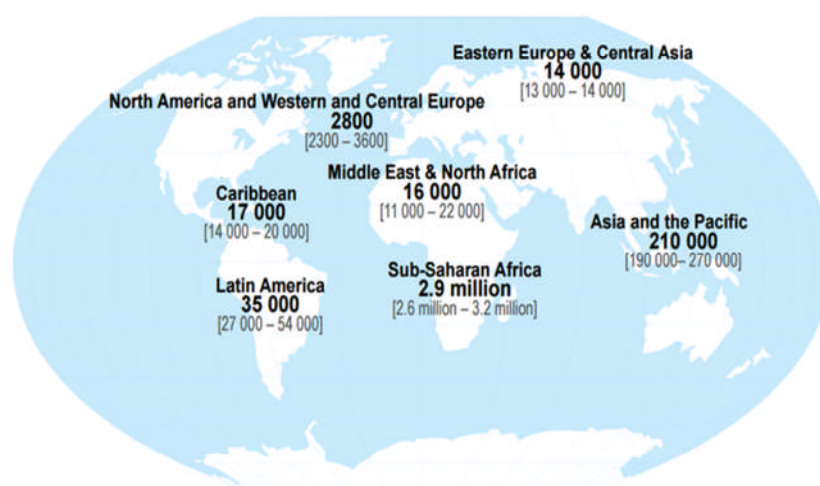 Eastern Europe & Central Asia
14 000
[13 000 – 14 000]
North America and Western and Central Europe
2800
[2300 – 3600]
Middle East & North Africa
16 000
[11 000 – 22 000]
Caribbean
17 000
[14 000 – 20 000]
Asia and the Pacific
210 000
[190 000– 270 000]
Sub-Saharan Africa
2.9 million
[2.6 million – 3.2 million]
Latin America
35 000
[27 000 – 54 000]